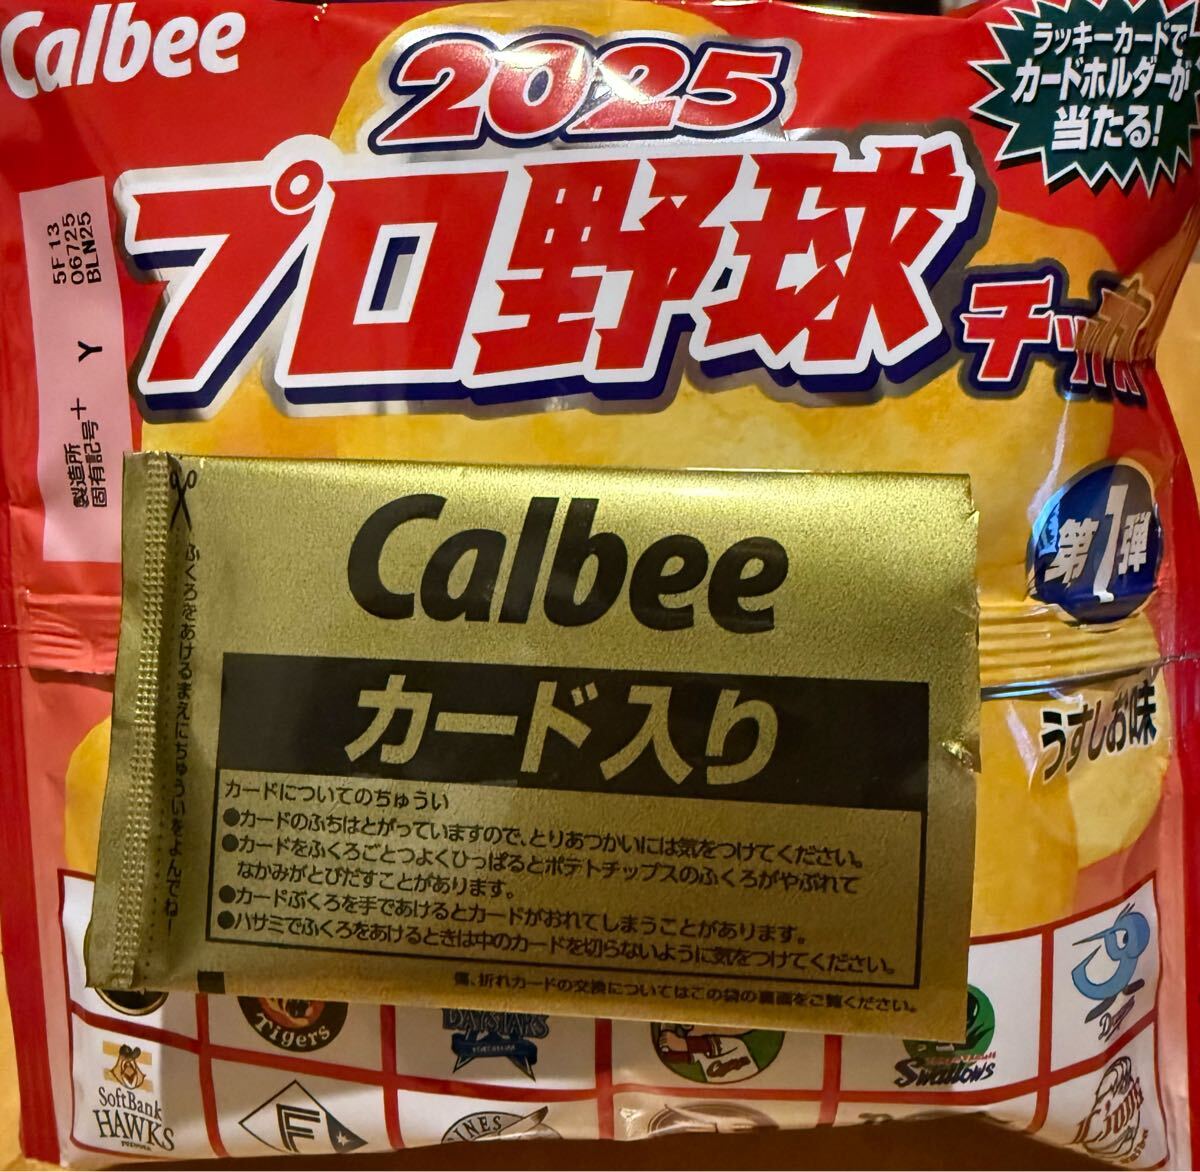 Calbee
2025
プロ野球
チップス
ラッキーカードで
カードホルダーが
当たる!
5F 13
06725
BLN25
Y
製造所
固有記号+
第1弾
うすしお味
ふくろをあけるまえにちゅういをよんでね!
Calbee
カード入り
カードについてのちゅうい
●カードのふちはとがっていますので、とりあつかいには気をつけてください。
●カードをふくろごとつよくひっぱるとポテトチップスのふくろがやぶれて
なかみがとびだすことがあります。
●カードぶくろを手であけるとカードがおれてしまうことがあります。
●ハサミでふくろをあけるときは中のカードを切らないように気をつけてください。
傷、折れカードの交換についてはこの袋の裏面をご覧ください。
Tigers
BAYSTARS
Carp
Swallows
Dragons
SoftBank
HAWKS
F
Lions